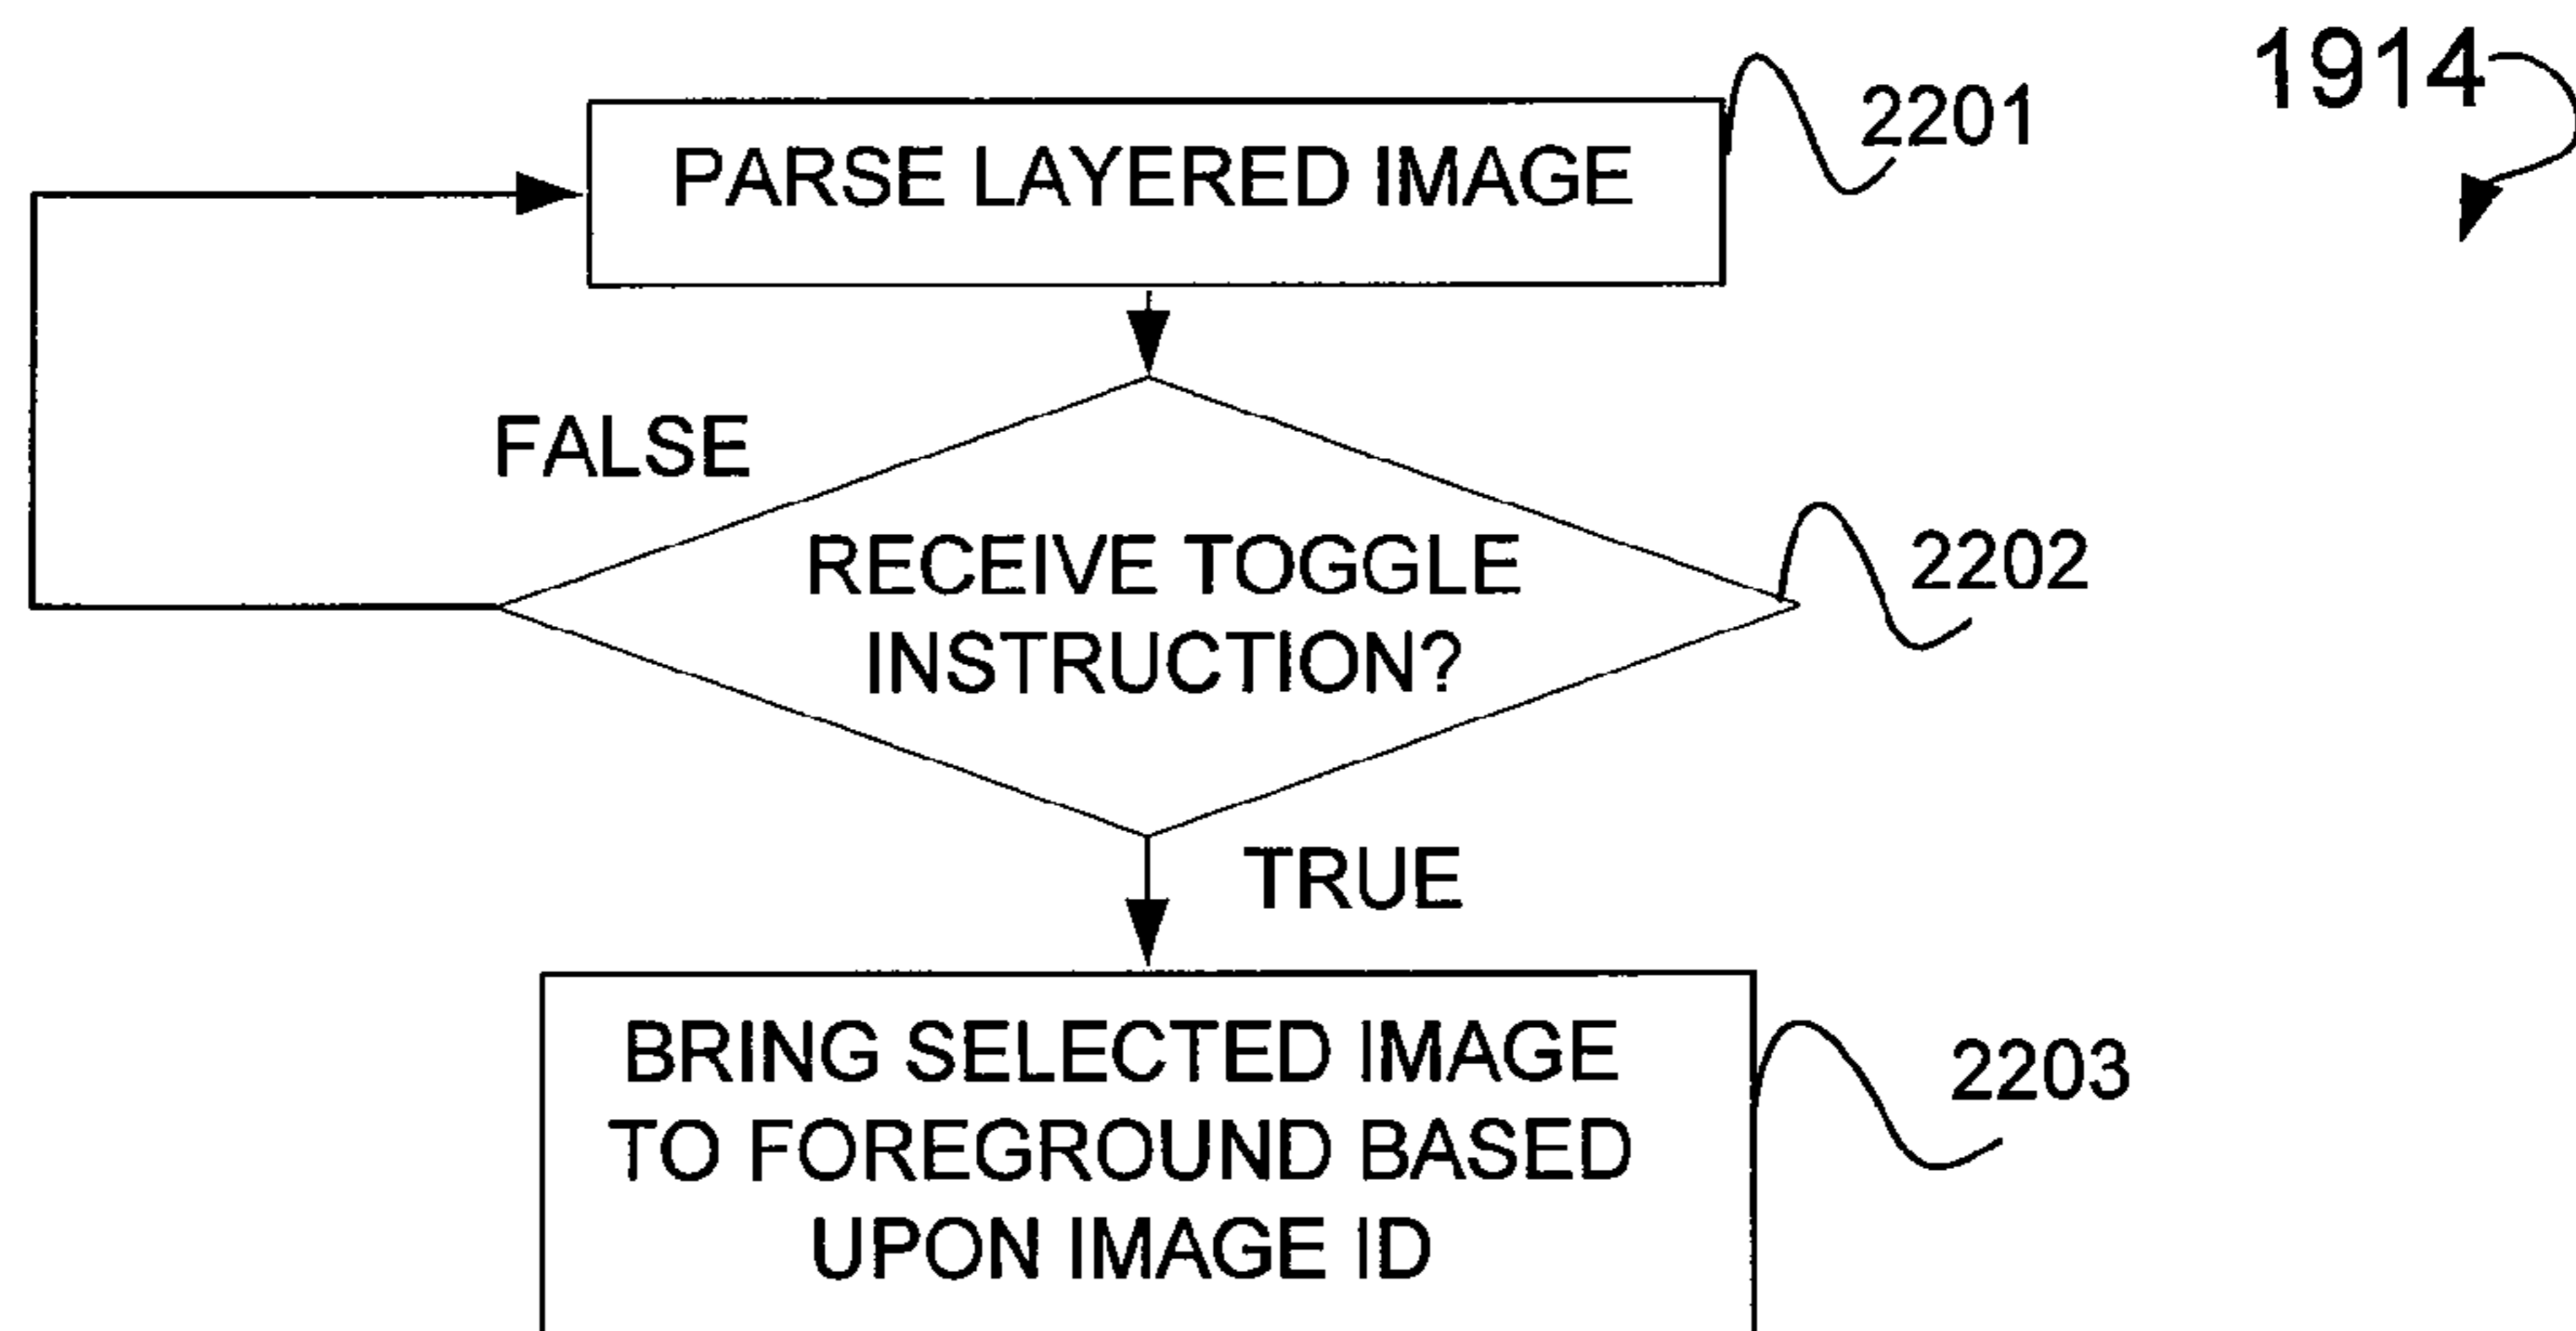 1914
PARSE LAYERED IMAGE
2201
FALSE
RECEIVE TOGGLE
INSTRUCTION?
2202
TRUE
BRING SELECTED IMAGE
TO FOREGROUND BASED
UPON IMAGE ID
2203